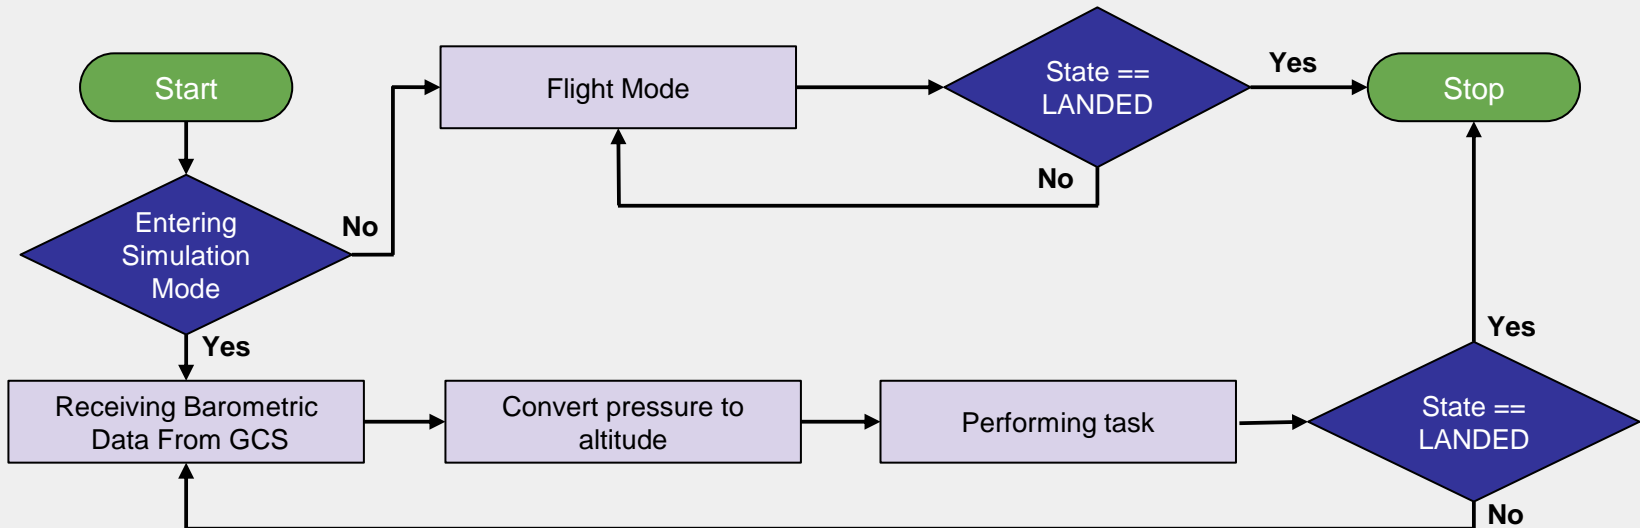 Start
Flight Mode
State ==
LANDED
Yes
Stop
No
Entering
Simulation
Mode
No
Yes
Receiving Barometric
Data From GCS
Convert pressure to
altitude
Performing task
State ==
LANDED
Yes
No